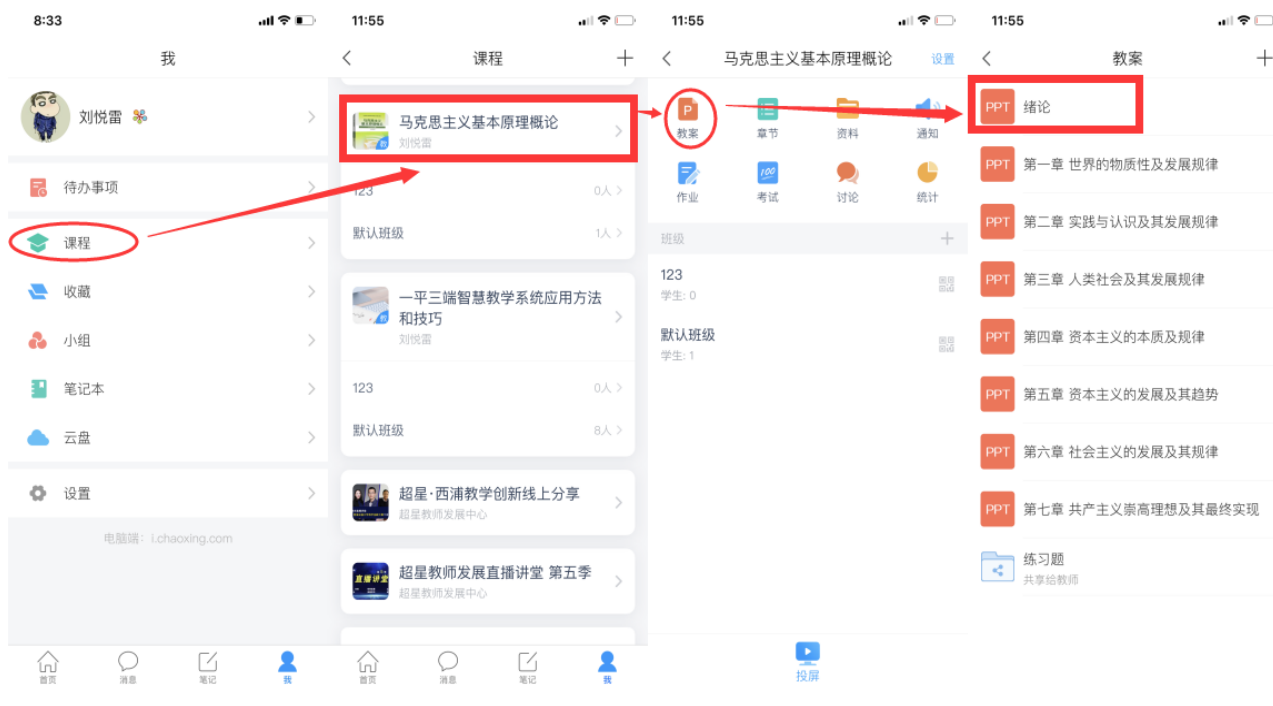 8:33
我
刘悦雷
待办事项
课程
收藏
小组
笔记本
云盘
设置
电脑端：i.chaoxing.com
首页
消息
笔记
我
11:55
课程
马克思主义基本原理概论
刘悦雷
123
0人
默认班级
1人
一平三端智慧教学系统应用方法
和技巧
刘悦雷
123
0人
默认班级
8人
超星·西浦教学创新线上分享
超星教师发展中心
直播讲堂
超星教师发展直播讲堂 第五季
超星教师发展中心
首页
消息
笔记
我
11:55
马克思主义基本原理概论
设置
P
教案
章节
资料
通知
作业
100
考试
讨论
统计
班级
123
学生: 0
默认班级
学生: 1
投屏
11:55
教案
PPT
绪论
PPT
第一章 世界的物质性及发展规律
PPT
第二章 实践与认识及其发展规律
PPT
第三章 人类社会及其发展规律
PPT
第四章 资本主义的本质及规律
PPT
第五章 资本主义的发展及其趋势
PPT
第六章 社会主义的发展及其规律
PPT
第七章 共产主义崇高理想及其最终实现
练习题
共享给教师